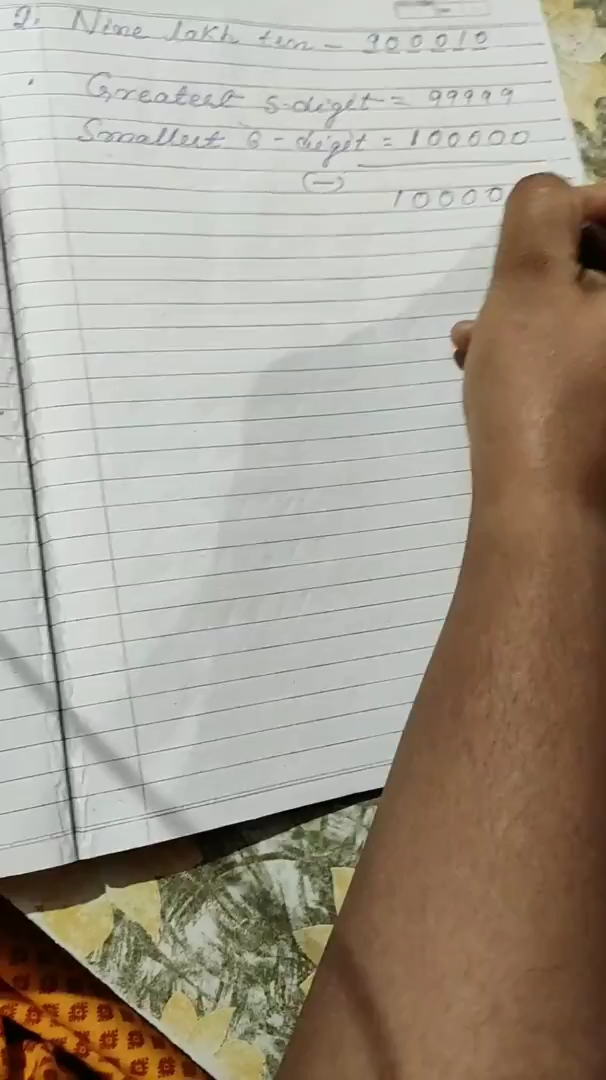 2. Nine lakh ten - 900010
Greatest 5-digit = 99999
Smallest 6-digit = 100000
(-)
10000